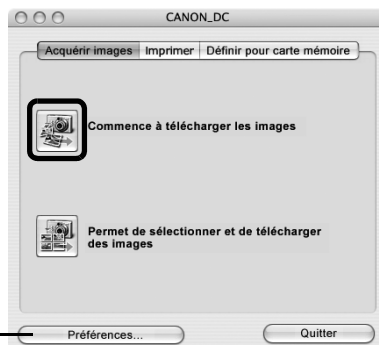 CANON_DC
Acquérir images Imprimer Définir pour carte mémoire
Commence à télécharger les images
Permet de sélectionner et de télécharger
des images
Préférences... Quitter